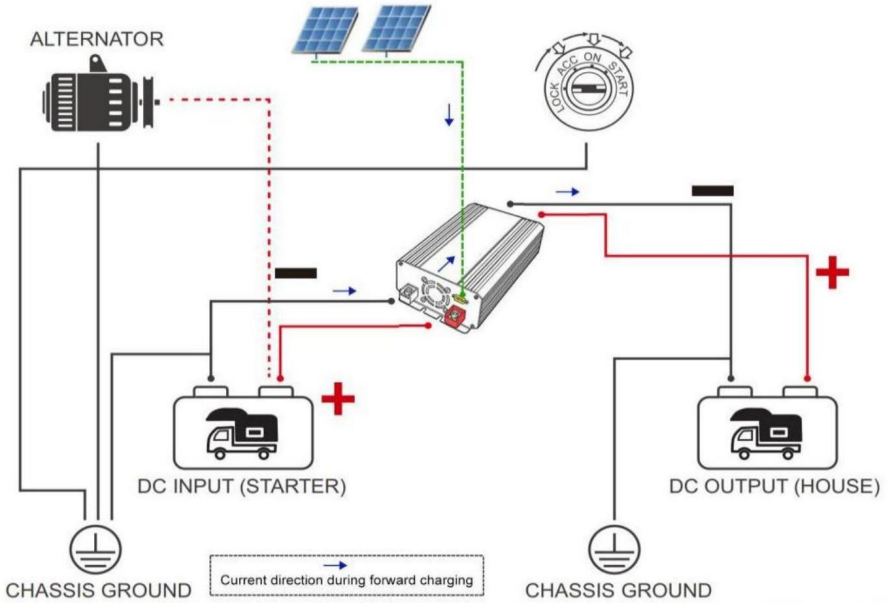 ALTERNATOR
LOCK ACC ON START
DC INPUT (STARTER)
DC OUTPUT (HOUSE)
Current direction during forward charging
CHASSIS GROUND
CHASSIS GROUND